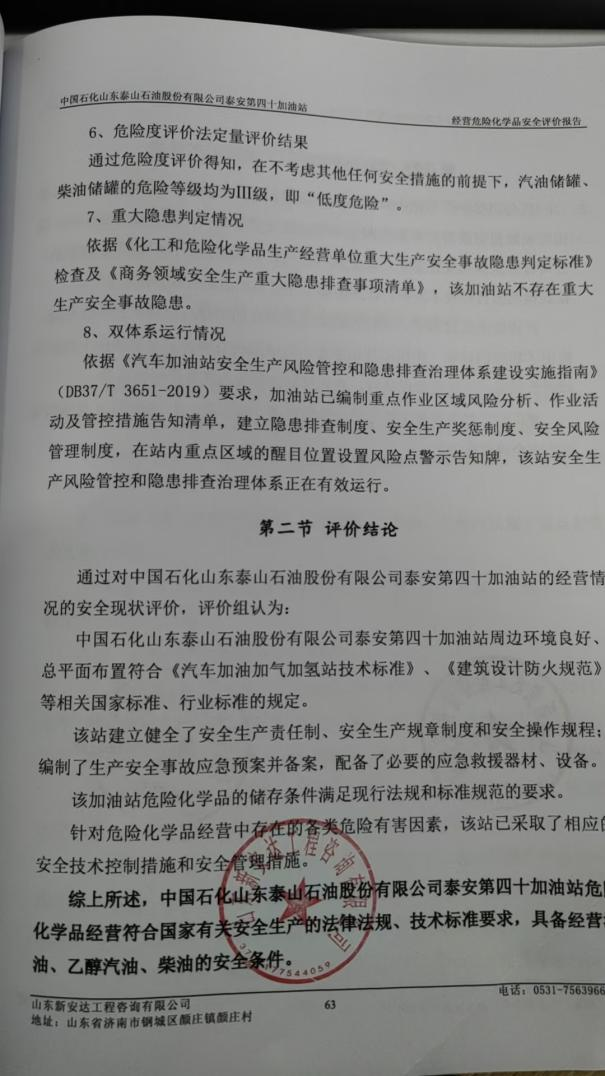 中国石化山东泰山石油股份有限公司泰安第四十加油站
经营危险化学品安全评价报告
6、危险度评价法定量评价结果
通过危险度评价得知，在不考虑其他任何安全措施的前提下，汽油储罐、
柴油储罐的危险等级均为III级，即“低度危险”。
7、重大隐患判定情况
依据《化工和危险化学品生产经营单位重大生产安全事故隐患判定标准》
检查及《商务领域安全生产重大隐患排查事项清单》，该加油站不存在重大
生产安全事故隐患。
8、双体系运行情况
依据《汽车加油站安全生产风险管控和隐患排查治理体系建设实施指南》
（DB37/T 3651-2019）要求，加油站已编制重点作业区域风险分析、作业活
动及管控措施告知清单，建立隐患排查制度、安全生产奖惩制度、安全风险
管理制度，在站内重点区域的醒目位置设置风险点警示告知牌，该站安全生
产风险管控和隐患排查治理体系正在有效运行。
第二节 评价结论
通过对中国石化山东泰山石油股份有限公司泰安第四十加油站的经营情
况的安全现状评价，评价组认为：
中国石化山东泰山石油股份有限公司泰安第四十加油站周边环境良好、
总平面布置符合《汽车加油加气加氢站技术标准》、《建筑设计防火规范》
等相关国家标准、行业标准的规定。
该站建立健全了安全生产责任制、安全生产规章制度和安全操作规程；
编制了生产安全事故应急预案并备案，配备了必要的应急救援器材、设备。
该加油站危险化学品的储存条件满足现行法规和标准规范的要求。
针对危险化学品经营中存在的各类危险有害因素，该站已采取了相应
安全技术控制措施和安全管理措施。
综上所述，中国石化山东泰山石油股份有限公司泰安第四十加油站危
化学品经营符合国家有关安全生产的法律法规、技术标准要求，具备经营
油、乙醇汽油、柴油的安全条件。
山东新安达工程咨询有限公司
山东新安达工程咨询有限公司
63
电话：0531-7563966
地址：山东省济南市钢城区颜庄镇颜庄村